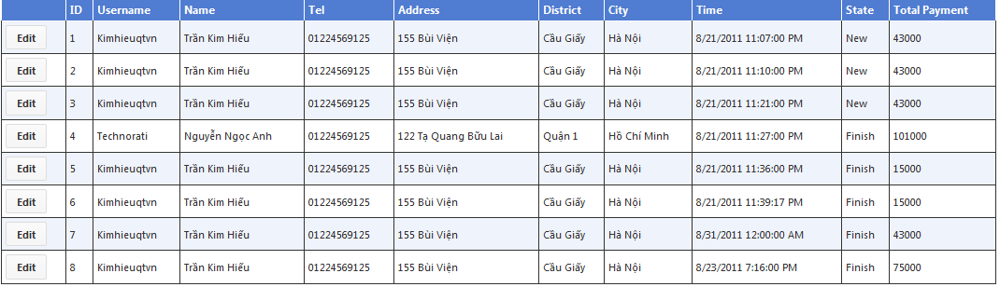 ID Username Name Tel Address District City Time State Total Payment
Edit 1 Kimhieuqtvn Trần Kim Hiếu 01224569125 155 Bùi Viện Cầu Giấy Hà Nội 8/21/2011 11:07:00 PM New 43000
Edit 2 Kimhieuqtvn Trần Kim Hiếu 01224569125 155 Bùi Viện Cầu Giấy Hà Nội 8/21/2011 11:10:00 PM New 43000
Edit 3 Kimhieuqtvn Trần Kim Hiếu 01224569125 155 Bùi Viện Cầu Giấy Hà Nội 8/21/2011 11:21:00 PM New 43000
Edit 4 Technorati Nguyễn Ngọc Anh 01224569125 122 Tạ Quang Bữu Lai Quận 1 Hồ Chí Minh 8/21/2011 11:27:00 PM Finish 101000
Edit 5 Kimhieuqtvn Trần Kim Hiếu 01224569125 155 Bùi Viện Cầu Giấy Hà Nội 8/21/2011 11:36:00 PM Finish 15000
Edit 6 Kimhieuqtvn Trần Kim Hiếu 01224569125 155 Bùi Viện Cầu Giấy Hà Nội 8/21/2011 11:39:17 PM Finish 15000
Edit 7 Kimhieuqtvn Trần Kim Hiếu 01224569125 155 Bùi Viện Cầu Giấy Hà Nội 8/31/2011 12:00:00 AM Finish 43000
Edit 8 Kimhieuqtvn Trần Kim Hiếu 01224569125 155 Bùi Viện Cầu Giấy Hà Nội 8/23/2011 7:16:00 PM Finish 75000